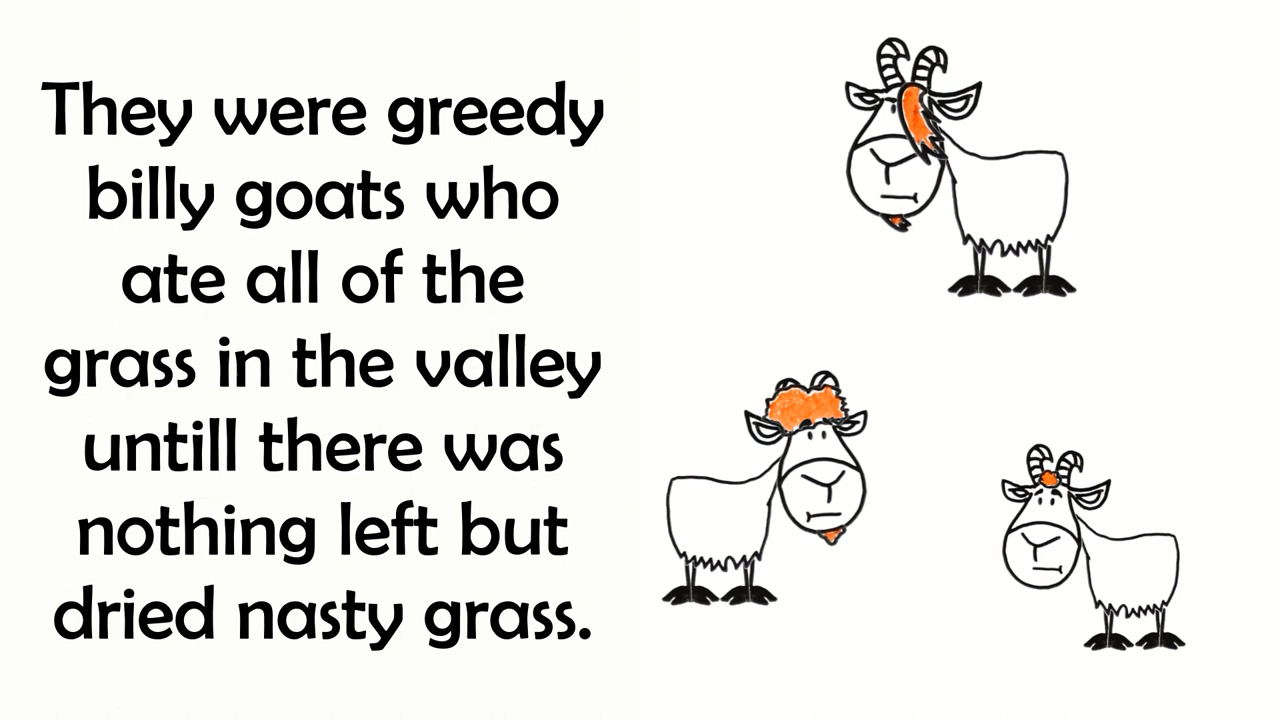 They were greedy
billy goats who
ate all of the
grass in the valley
untill there was
nothing left but
dried nasty grass.